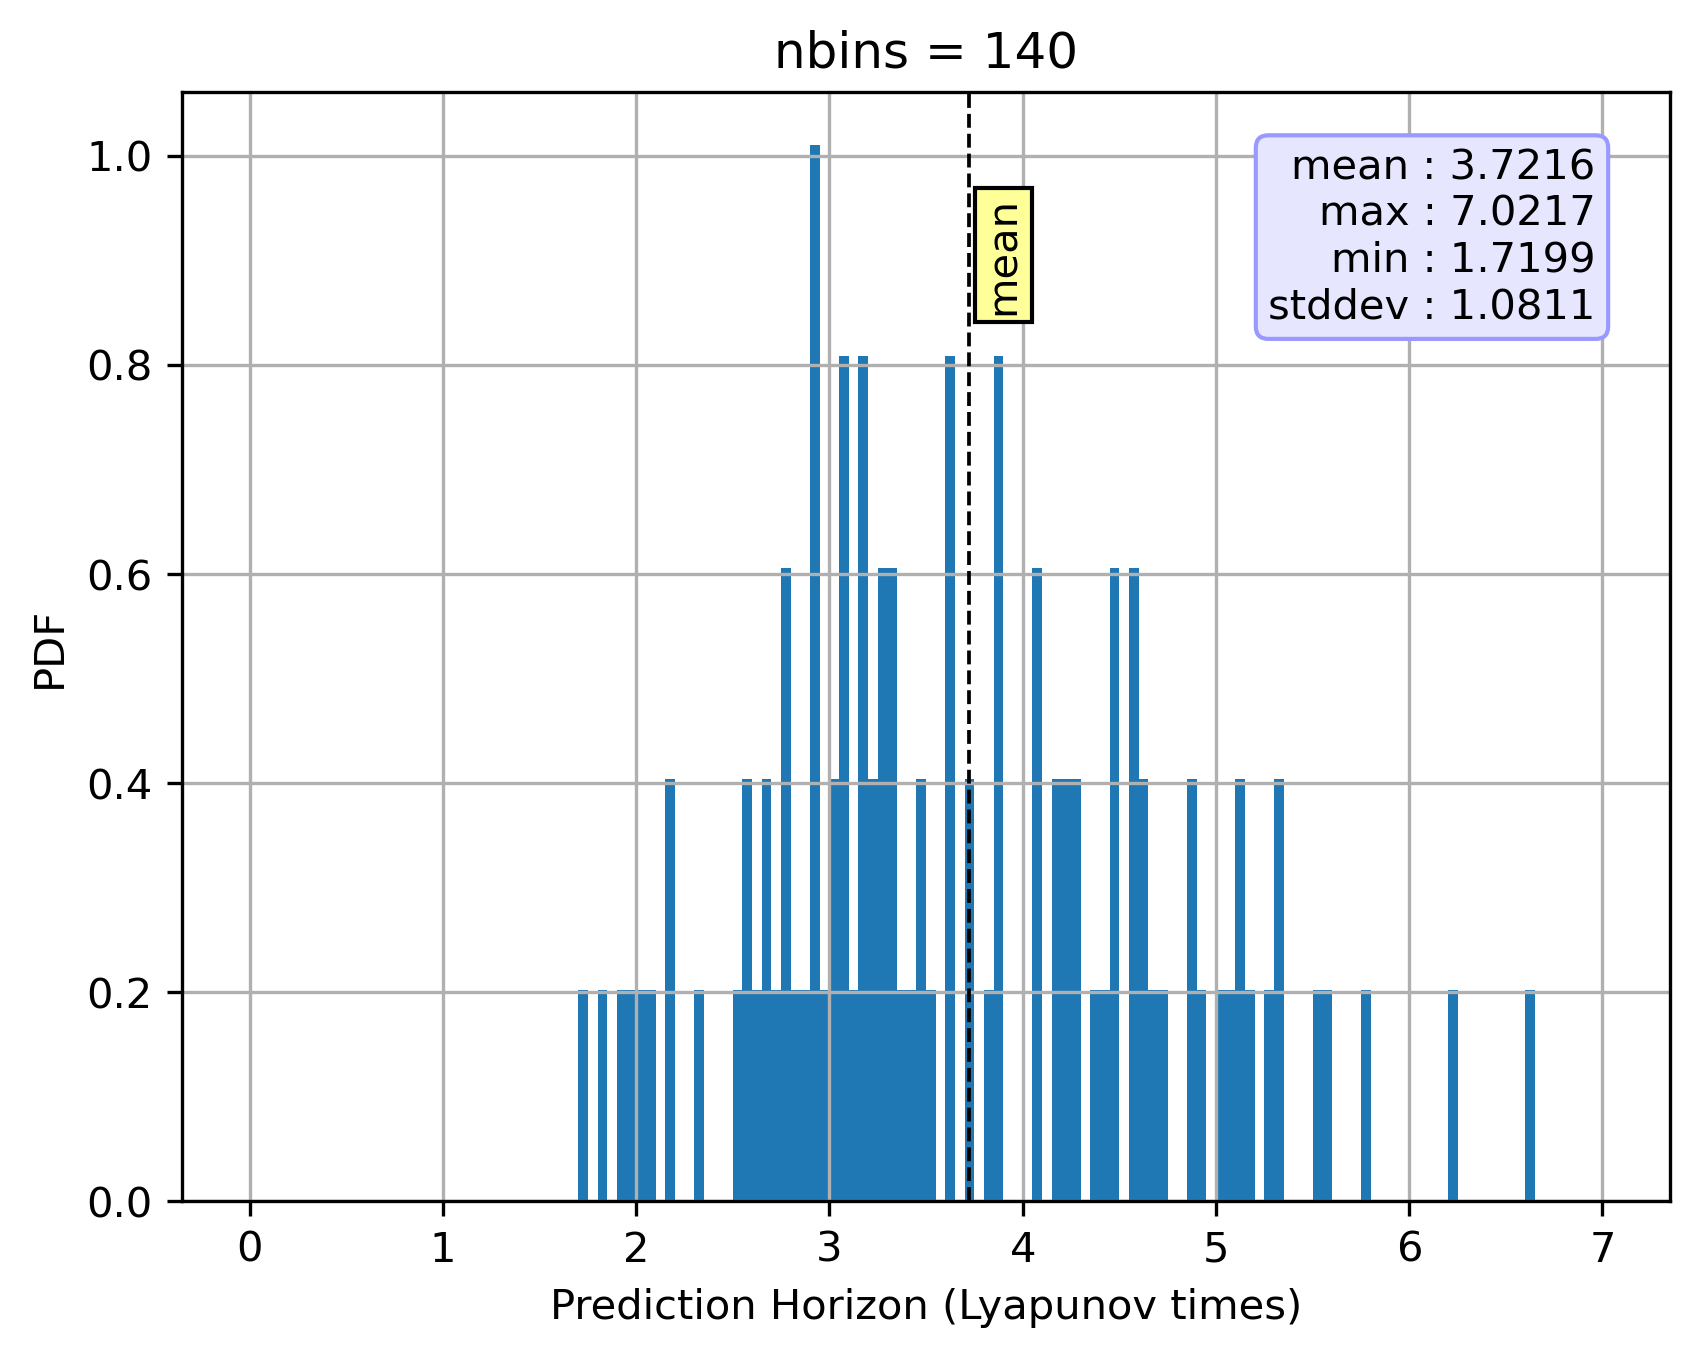 nbins = 140
mean : 3.7216
max : 7.0217
min : 1.7199
stddev : 1.0811
mean
PDF
1.0
0.8
0.6
0.4
0.2
0.0
0 1 2 3 4 5 6 7
Prediction Horizon (Lyapunov times)